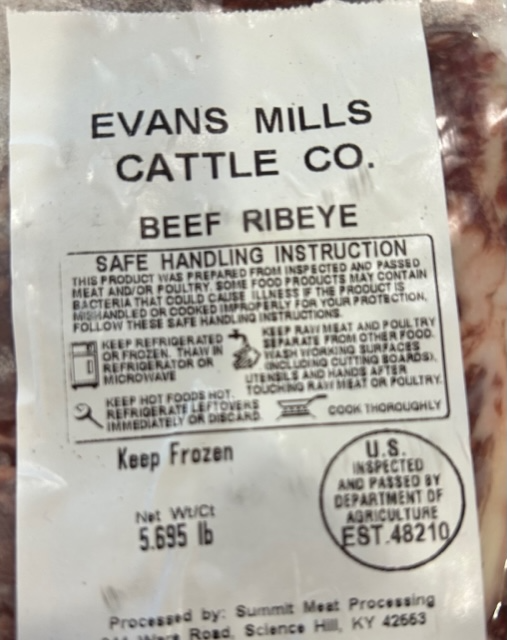 EVANS MILLS
CATTLE CO.
BEEF RIBEYE
SAFE HANDLING INSTRUCTION
THIS PRODUCT WAS PREPARED FROM INSPECTED AND PASSED
MEAT AND/OR POULTRY. SOME FOOD PRODUCTS MAY CONTAIN
BACTERIA THAT COULD CAUSE ILLNESS IF THE PRODUCT IS
MISHANDLED OR COOKED IMPROPERLY FOR YOUR PROTECTION,
FOLLOW THESE SAFE HANDLING INSTRUCTIONS.
KEEP REFRIGERATED
OR FROZEN. THAW IN
REFRIGERATOR OR
MICROWAVE
KEEP RAW MEAT AND POULTRY
SEPARATE FROM OTHER FOOD.
WASH WORKING SURFACES
(INCLUDING CUTTING BOARDS),
UTENSILS AND HANDS AFTER
TOUCHING RAW MEAT OR POULTRY.
KEEP HOT FOODS HOT.
REFRIGERATE LEFTOVERS
IMMEDIATELY OR DISCARD.
COOK THOROUGHLY
Keep Frozen
U.S.
INSPECTED
AND PASSED BY
DEPARTMENT OF
AGRICULTURE
EST.48210
Net Wt/Ct
5.695 lb
Processed by: Summit Meat Processing
Ware Road, Science Hill, KY 42553